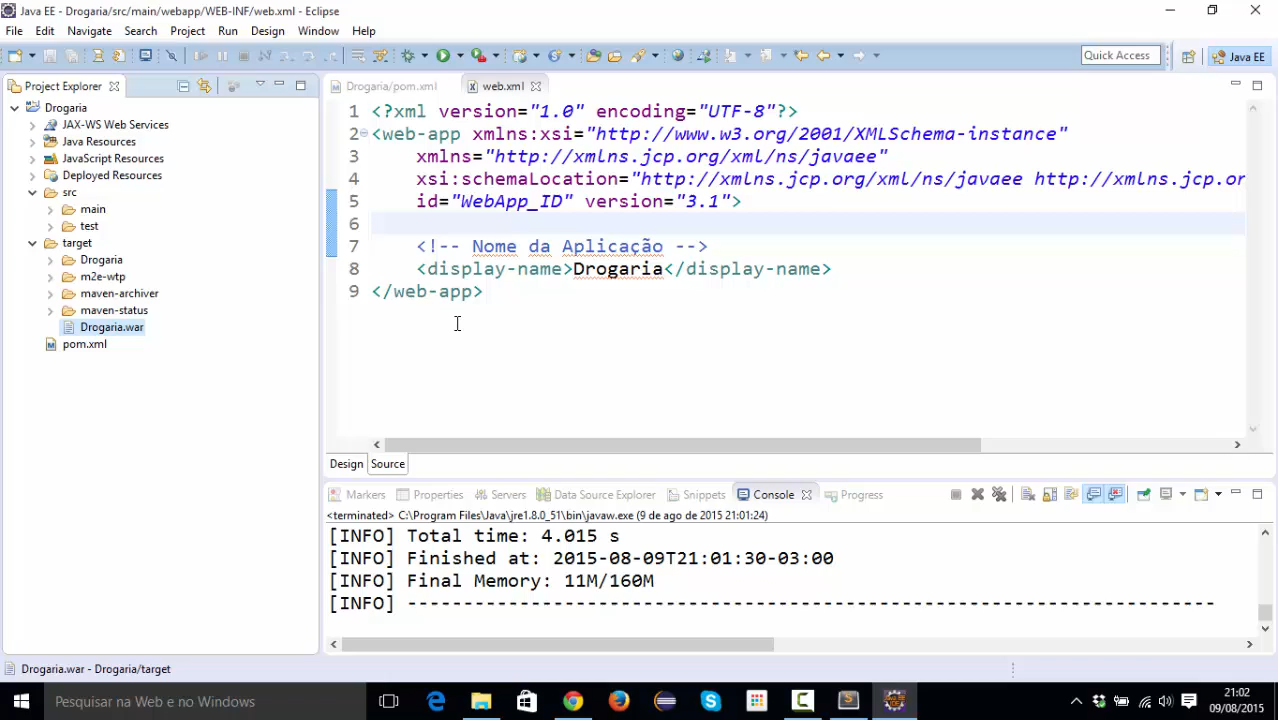 Java EE - Drogaria/src/main/webapp/WEB-INF/web.xml - Eclipse
File Edit Navigate Search Project Run Design Window
Quick Access Java EE
Project Explorer
Drogaria
JAX-WS Web Services
Java Resources
JavaScript Resources
Deployed Resources
src
main
test
target
Drogaria
m2e-wtp
maven-archiver
maven-status
Drogaria.war
pom.xml
Drogaria/pom.xml web.xml
1 <?xml version="1.0" encoding="UTF-8"?>
2 <web-app xmlns:xsi="http://www.w3.org/2001/XMLSchema-instance"
3 xmlns="http://xmlns.jcp.org/xml/ns/javaee"
4 xsi:schemaLocation="http://xmlns.jcp.org/xml/ns/javaee http://xmlns.jcp.or
5 id="WebApp_ID" version="3.1">
6
7 <!-- Nome da Aplicação -->
8 <display-name>Drogaria</display-name>
9 </web-app>
Design Source
Markers Properties Servers Data Source Explorer Snippets Console Progress
<terminated> C:\Program Files\Java\jre1.8.0_51\bin\javaw.exe (9 de ago de 2015 21:01:24)
[INFO] Total time: 4.015 s
[INFO] Finished at: 2015-08-09T21:01:30-03:00
[INFO] Final Memory: 11M/160M
[INFO] ------------------------------------------------------------------------
Drogaria.war - Drogaria/target
Pesquisar na Web e no Windows
21:02
09/08/2015